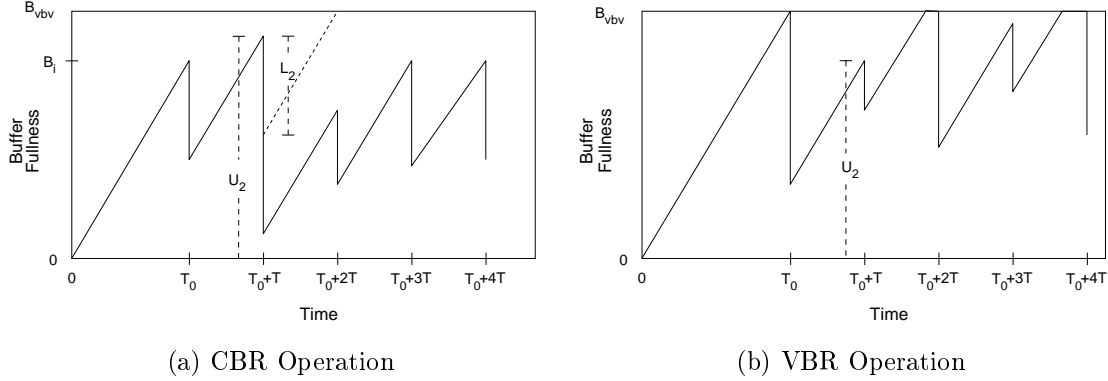 B_vbv
B_i
Buffer
Fullness
0
U_2
L_2
0
T_0
T_0+T
T_0+2T
T_0+3T
T_0+4T
Time
(a) CBR Operation
B_vbv
Buffer
Fullness
0
U_2
0
T_0
T_0+T
T_0+2T
T_0+3T
T_0+4T
Time
(b) VBR Operation